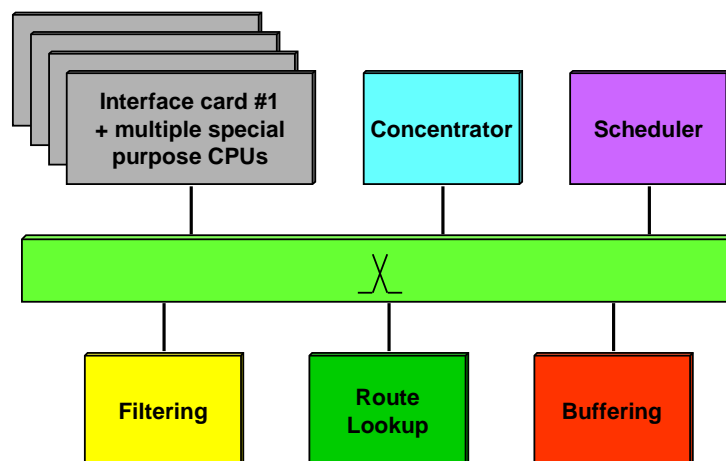 Interface card #1
+ multiple special
purpose CPUs
Concentrator
Scheduler
Filtering
Route
Lookup
Buffering